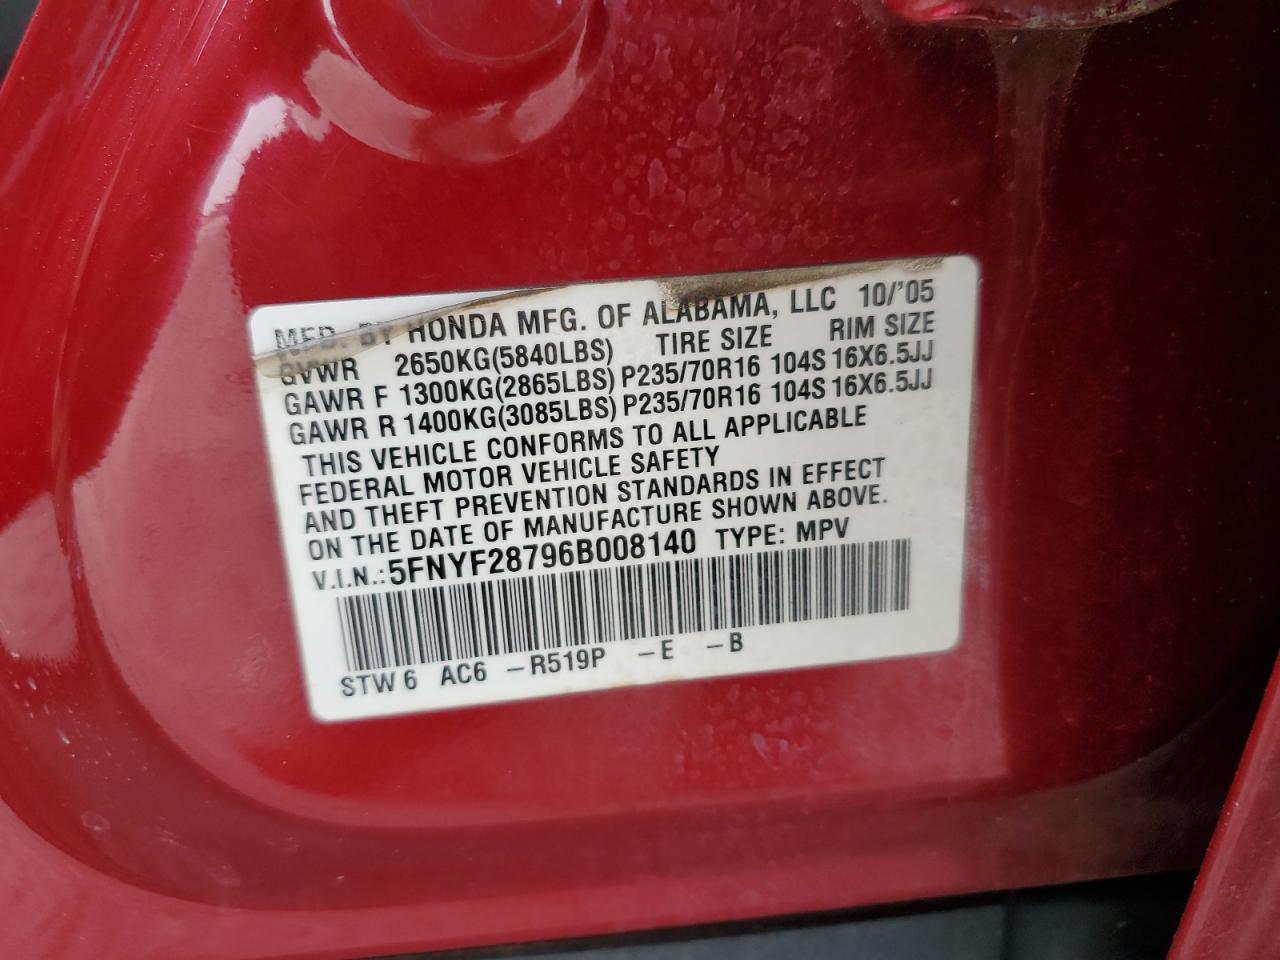 MFD. BY HONDA MFG. OF ALABAMA, LLC 10/'05
GVWR 2650KG(5840LBS) TIRE SIZE RIM SIZE
GAWR F 1300KG(2865LBS) P235/70R16 104S 16X6.5JJ
GAWR R 1400KG(3085LBS) P235/70R16 104S 16X6.5JJ
THIS VEHICLE CONFORMS TO ALL APPLICABLE
FEDERAL MOTOR VEHICLE SAFETY
AND THEFT PREVENTION STANDARDS IN EFFECT
ON THE DATE OF MANUFACTURE SHOWN ABOVE.
V.I.N.:5FNYF28796B008140 TYPE: MPV
STW6 AC6 -R519P -E -B